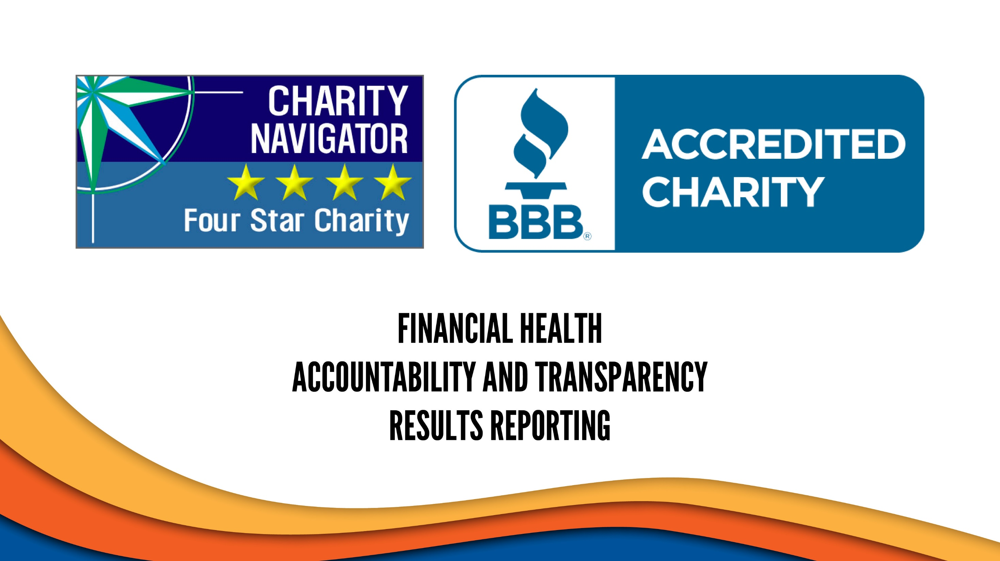 CHARITY
NAVIGATOR
Four Star Charity
BBB®
ACCREDITED
CHARITY
FINANCIAL HEALTH
ACCOUNTABILITY AND TRANSPARENCY
RESULTS REPORTING